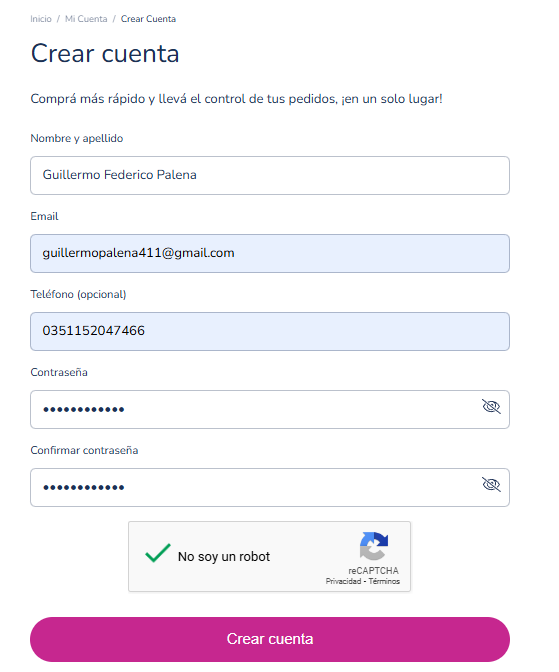 Inicio / Mi Cuenta / Crear Cuenta
Crear cuenta
Comprá más rápido y llevá el control de tus pedidos, ¡en un solo lugar!
Nombre y apellido
Guillermo Federico Palena
Email
guillermopalena411@gmail.com
Teléfono (opcional)
0351152047466
Contraseña
••••••••••••
Confirmar contraseña
••••••••••••
No soy un robot
reCAPTCHA
Privacidad - Términos
Crear cuenta